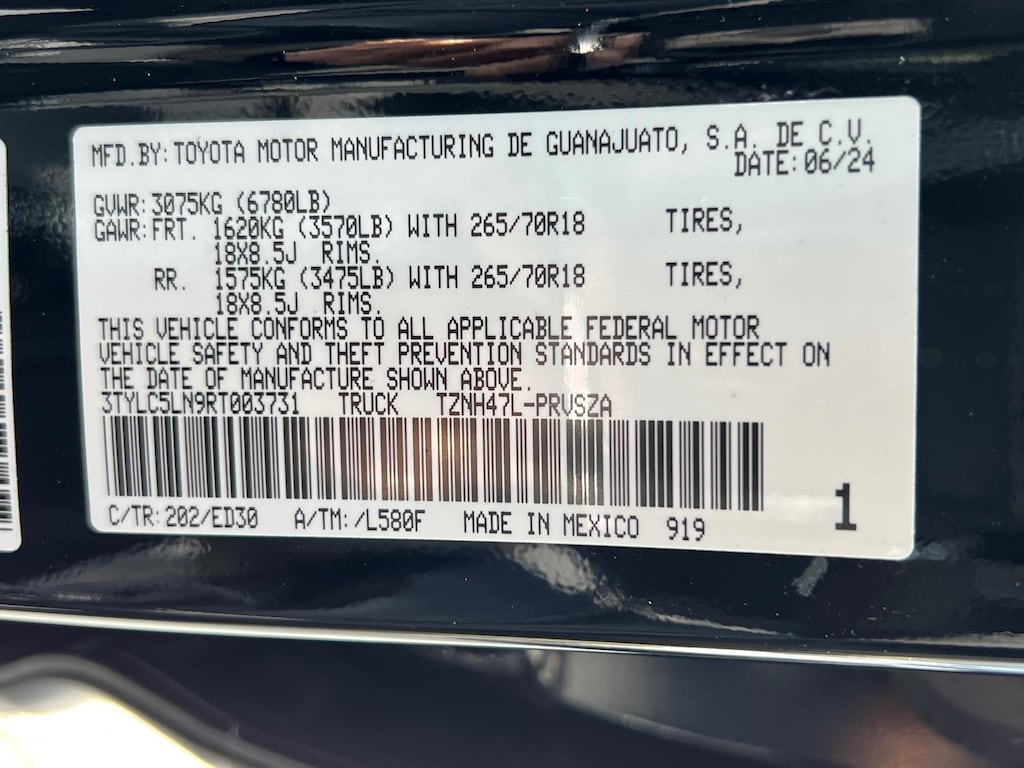 MFD.BY:TOYOTA MOTOR MANUFACTURING DE GUANAJUATO, S.A. DE C.V.
DATE:06/24
GVWR:3075KG (6780LB)
GAWR:FRT. 1620KG (3570LB) WITH 265/70R18 TIRES,
18X8.5J RIMS.
RR. 1575KG (3475LB) WITH 265/70R18 TIRES,
18X8.5J RIMS.
THIS VEHICLE CONFORMS TO ALL APPLICABLE FEDERAL MOTOR
VEHICLE SAFETY AND THEFT PREVENTION STANDARDS IN EFFECT ON
THE DATE OF MANUFACTURE SHOWN ABOVE.
3TYLC5LN9RT003731 TRUCK TZNH47L-PRVSZA
C/TR:202/ED30 A/TM:/L580F MADE IN MEXICO 919
1